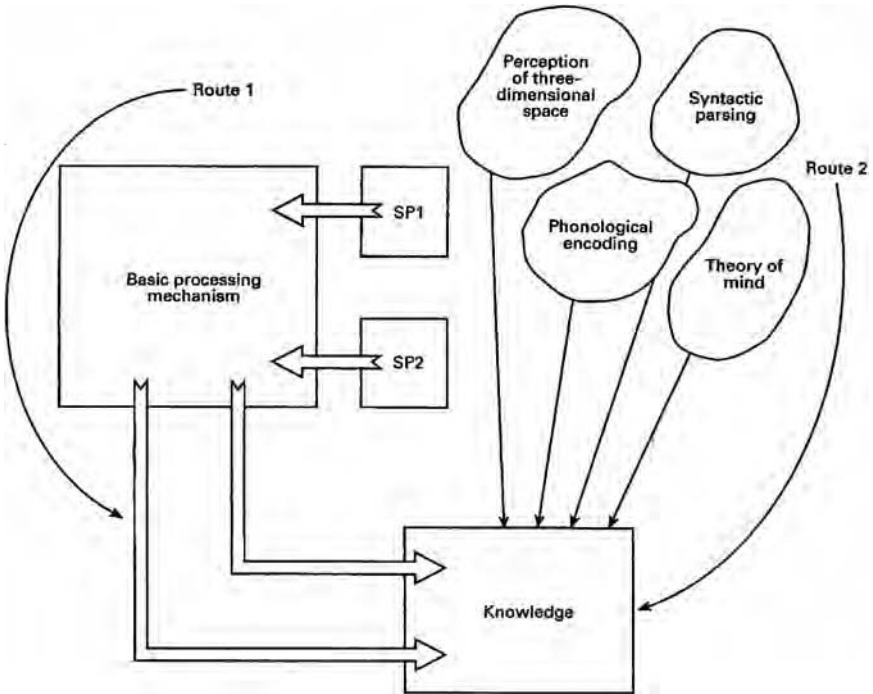 Route 1
Perception
of three-
dimensional
space
Syntactic
parsing
Route 2
SP1
Phonological
encoding
Theory of
mind
Basic processing
mechanism
SP2
Knowledge